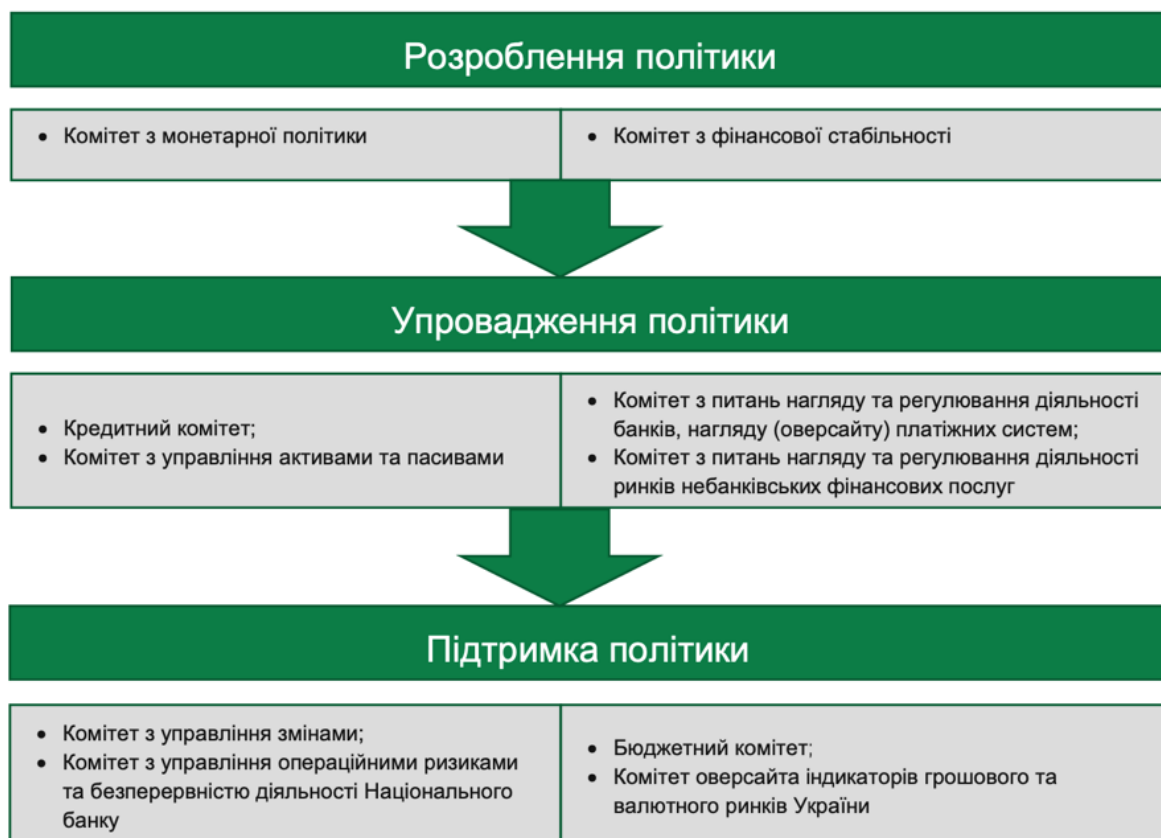 Розроблення політики
• Комітет з монетарної політики
• Комітет з фінансової стабільності
Упровадження політики
• Кредитний комітет;
• Комітет з управління активами та пасивами
• Комітет з питань нагляду та регулювання діяльності
банків, нагляду (оверсайту) платіжних систем;
• Комітет з питань нагляду та регулювання діяльності
ринків небанківських фінансових послуг
Підтримка політики
• Комітет з управління змінами;
• Комітет з управління операційними ризиками
та безперервністю діяльності Національного
банку
• Бюджетний комітет;
• Комітет оверсайта індикаторів грошового та
валютного ринків України